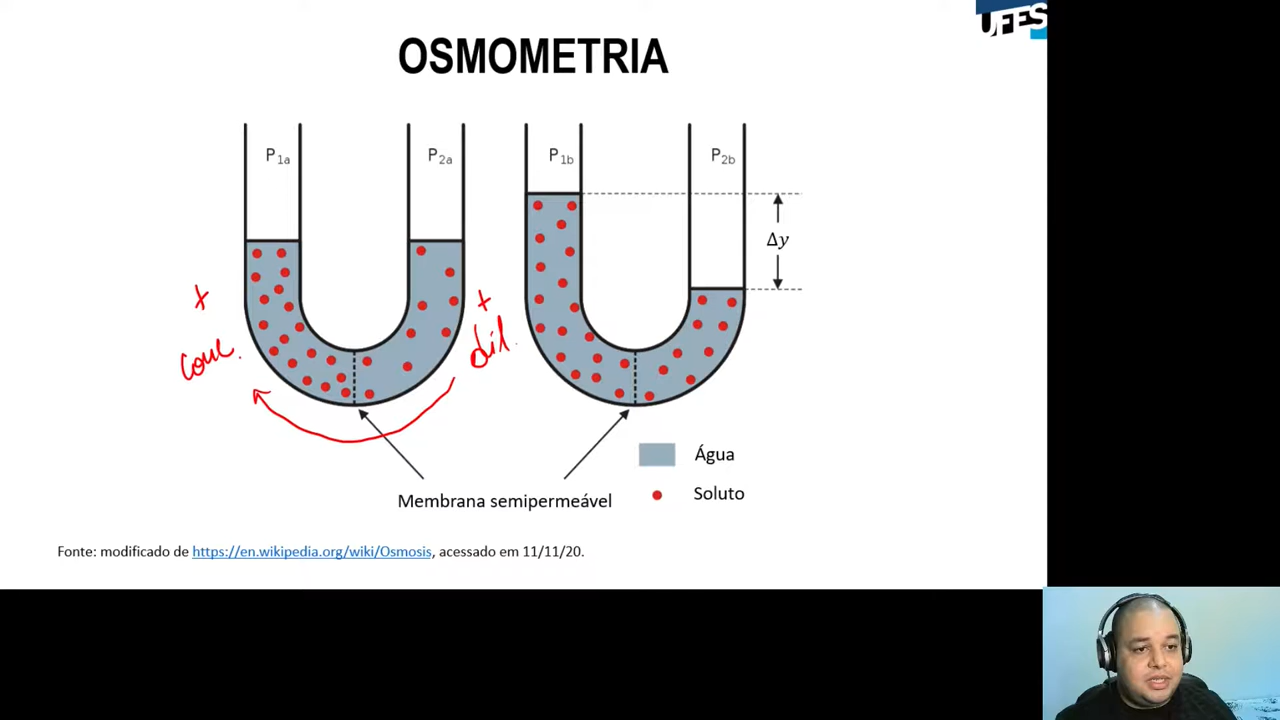 UFES
OSMOMETRIA
P1a
P2a
P1b
P2b
Δy
+
conc.
+
dil.
Água
Soluto
Membrana semipermeável
Fonte: modificado de https://en.wikipedia.org/wiki/Osmosis, acessado em 11/11/20.